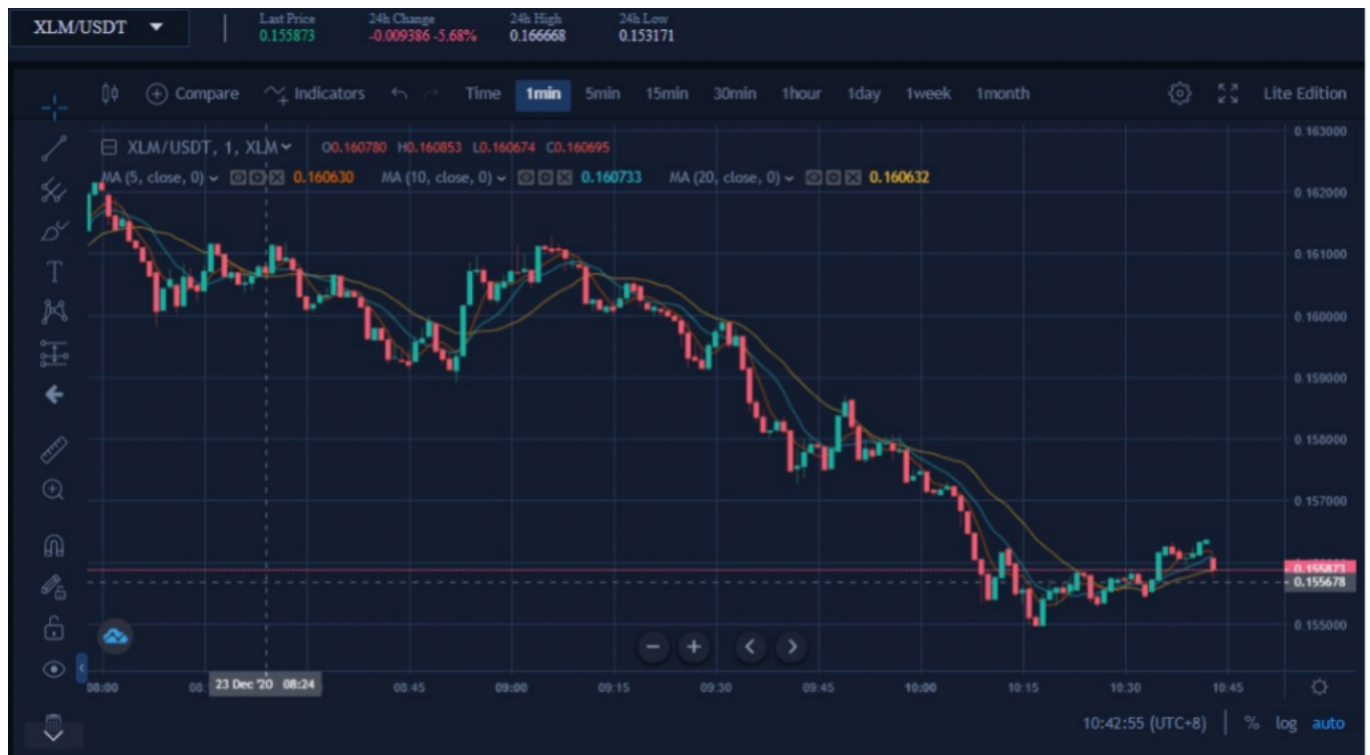 XLM/USDT
Last Price 24h Change 24h High 24h Low
0.155873 -0.009386 -5.68% 0.166668 0.153171
Compare Indicators Time 1min 5min 15min 30min 1hour 1day 1week 1month Lite Edition
XLM/USDT, 1, XLM O0.160780 H0.160853 L0.160674 C0.160695
MA (5, close, 0) 0.160630 MA (10, close, 0) 0.160733 MA (20, close, 0) 0.160632
0.163000
0.162000
0.161000
0.160000
0.159000
0.158000
0.157000
0.155873
0.155678
0.155000
08:00 23 Dec '20 08:24 08:45 09:00 09:15 09:30 09:45 10:00 10:15 10:30 10:45
10:42:55 (UTC+8) % log auto